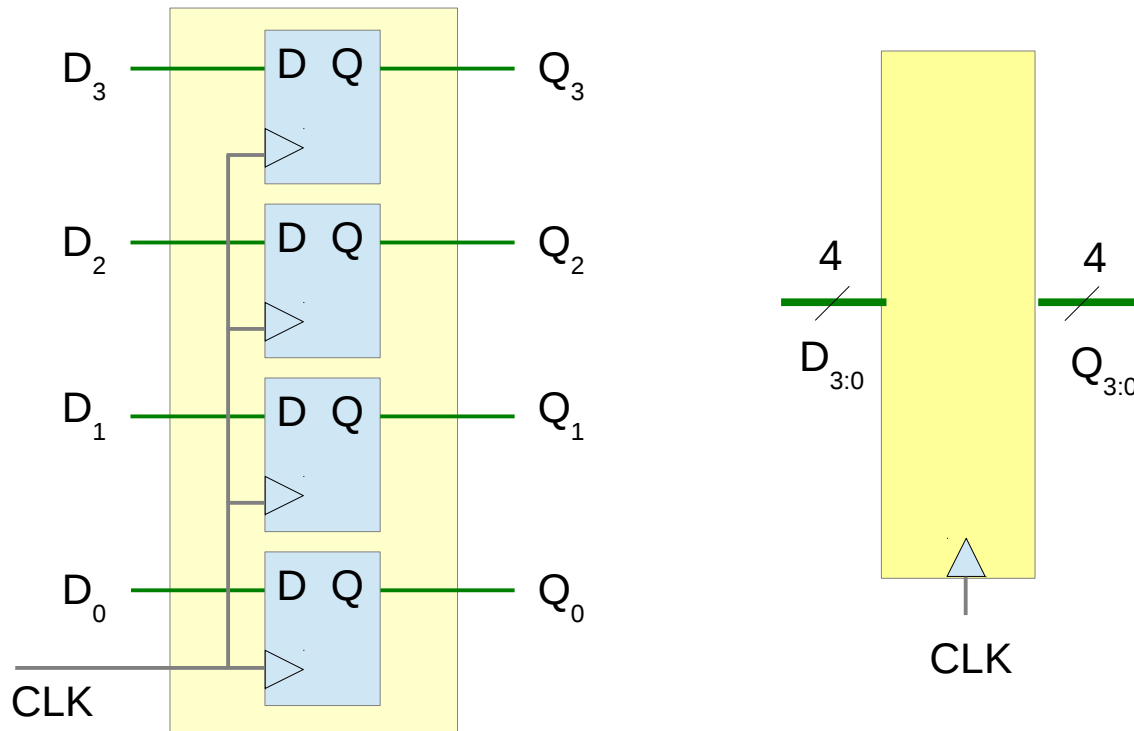 D3 D Q Q3
D2 D Q Q2
4 4
D3:0 Q3:0
D1 D Q Q1
D0 D Q Q0
CLK
CLK